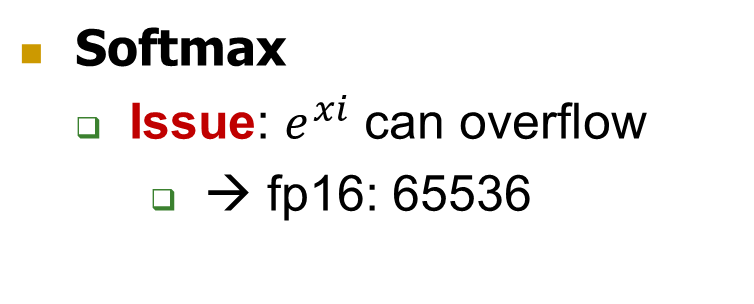 Softmax
Issue: e^{xi} can overflow
→ fp16: 65536